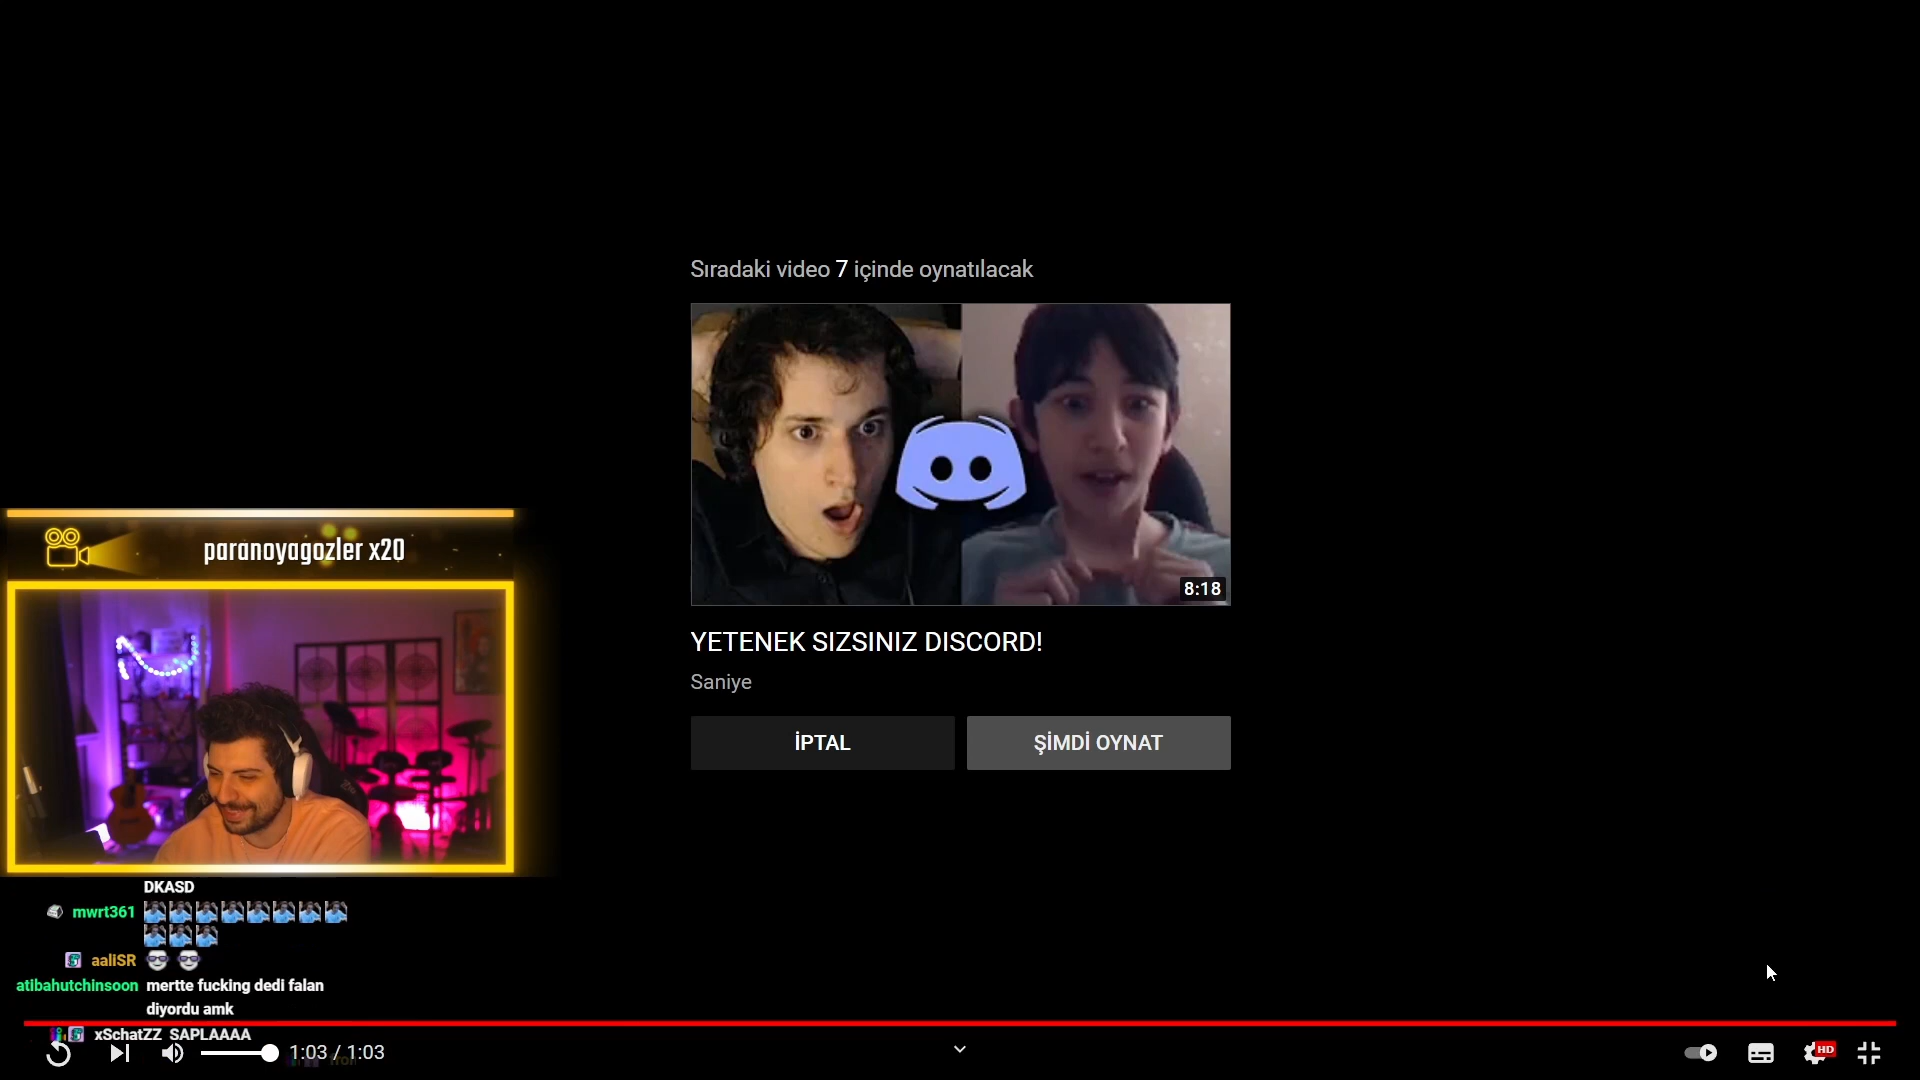 Sıradaki video 7 içinde oynatılacak
8:18
YETENEK SIZSINIZ DISCORD!
Saniye
İPTAL
ŞİMDİ OYNAT
paranoyagozler x20
DKASD
mwrt361
aaliSR
atibahutchinsoon mertte fucking dedi falan
diyordu amk
xSchatZZ SAPLAAAA
1:03 / 1:03
HD